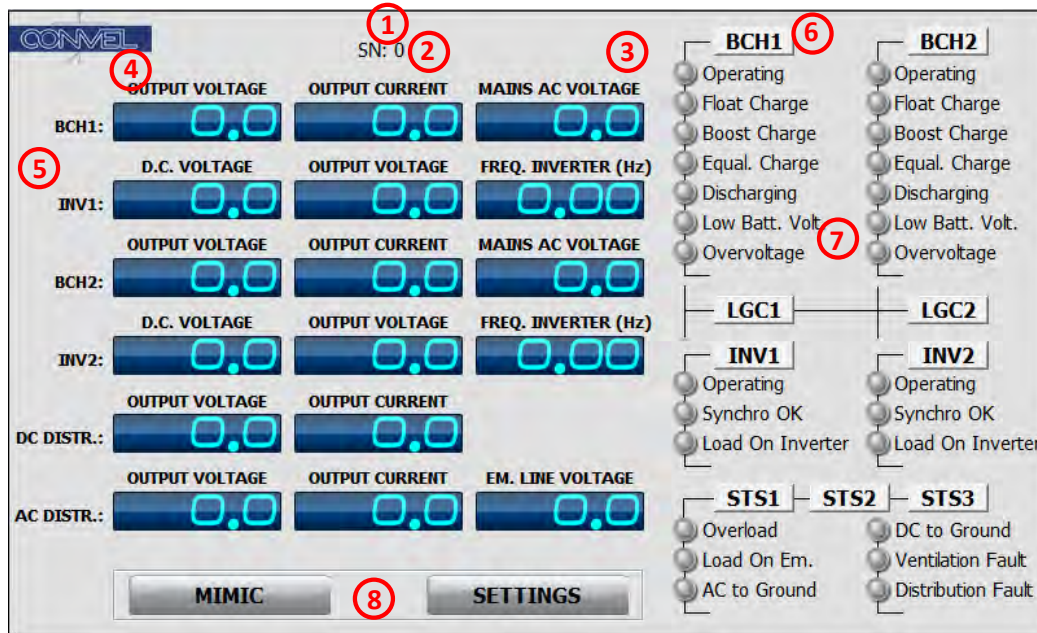 CONVEL
1
SN: 0
2
3
4
OUTPUT VOLTAGE OUTPUT CURRENT MAINS AC VOLTAGE
BCH1: 0.0 0.0 0.0
5
D.C. VOLTAGE OUTPUT VOLTAGE FREQ. INVERTER (Hz)
INV1: 0.0 0.0 0.00
OUTPUT VOLTAGE OUTPUT CURRENT MAINS AC VOLTAGE
BCH2: 0.0 0.0 0.0
D.C. VOLTAGE OUTPUT VOLTAGE FREQ. INVERTER (Hz)
INV2: 0.0 0.0 0.00
OUTPUT VOLTAGE OUTPUT CURRENT
DC DISTR.: 0.0 0.0
OUTPUT VOLTAGE OUTPUT CURRENT EM. LINE VOLTAGE
AC DISTR.: 0.0 0.0 0.0
MIMIC 8 SETTINGS
BCH1 6
Operating
Float Charge
Boost Charge
Equal. Charge
Discharging
Low Batt. Volt.
7
Overvoltage
BCH2
Operating
Float Charge
Boost Charge
Equal. Charge
Discharging
Low Batt. Volt.
Overvoltage
LGC1 LGC2
INV1
Operating
Synchro OK
Load On Inverter
INV2
Operating
Synchro OK
Load On Inverter
STS1 STS2 STS3
Overload
Load On Em.
AC to Ground
DC to Ground
Ventilation Fault
Distribution Fault